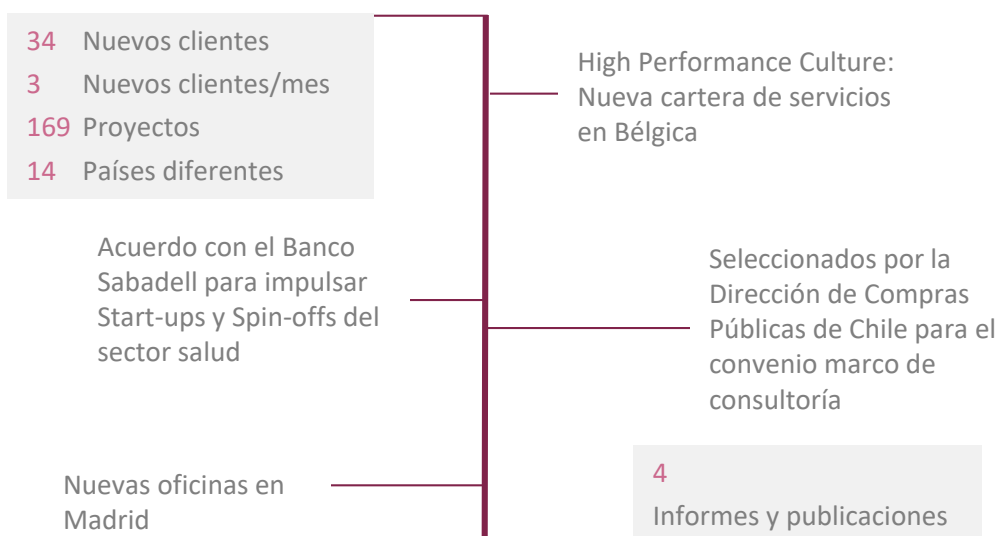 34 Nuevos clientes
3 Nuevos clientes/mes
169 Proyectos
14 Países diferentes
High Performance Culture:
Nueva cartera de servicios
en Bélgica
Acuerdo con el Banco
Sabadell para impulsar
Start-ups y Spin-offs del
sector salud
Seleccionados por la
Dirección de Compras
Públicas de Chile para el
convenio marco de
consultoría
Nuevas oficinas en
Madrid
4
Informes y publicaciones